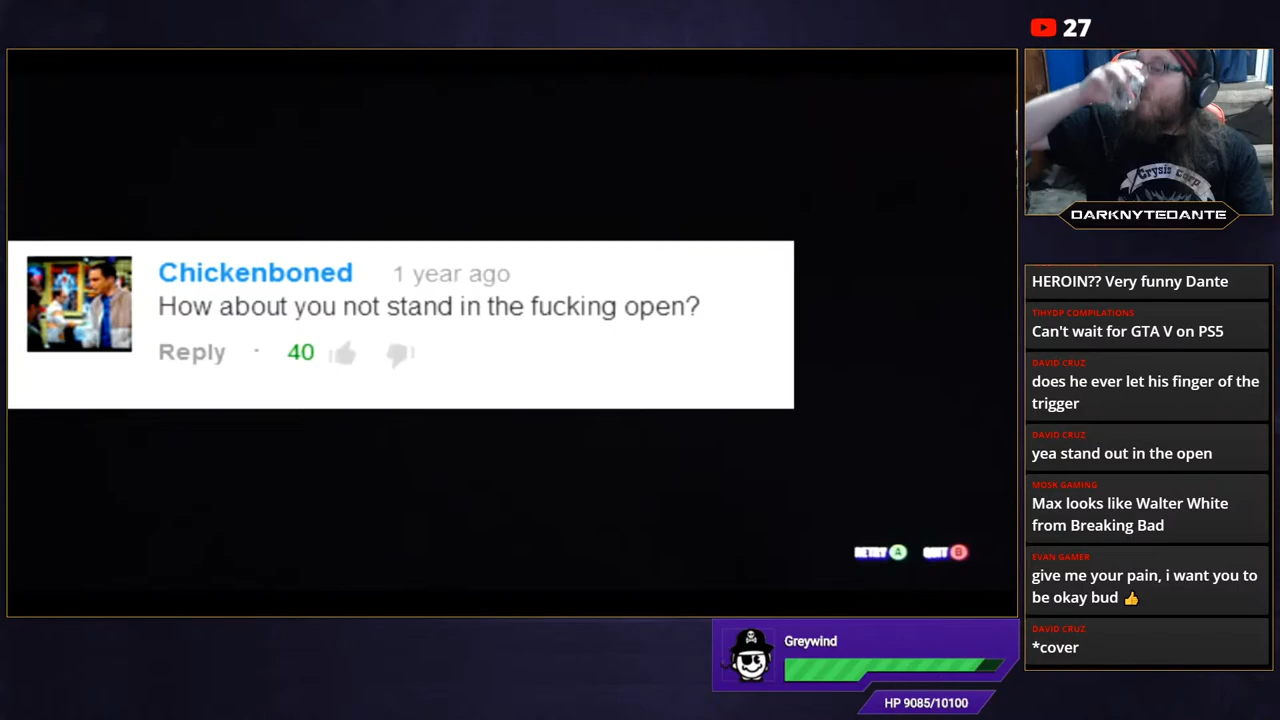 27
Chickenboned 1 year ago
How about you not stand in the fucking open?
Reply · 40
RETRY A QUIT B
Crysis Corp.
DARKNYTEDANTE
HEROIN?? Very funny Dante
TIHYDP COMPILATIONS
Can't wait for GTA V on PS5
DAVID CRUZ
does he ever let his finger of the
trigger
DAVID CRUZ
yea stand out in the open
MOSK GAMING
Max looks like Walter White
from Breaking Bad
EVAN GAMER
give me your pain, i want you to
be okay bud 👍
DAVID CRUZ
*cover
Greywind
HP 9085/10100